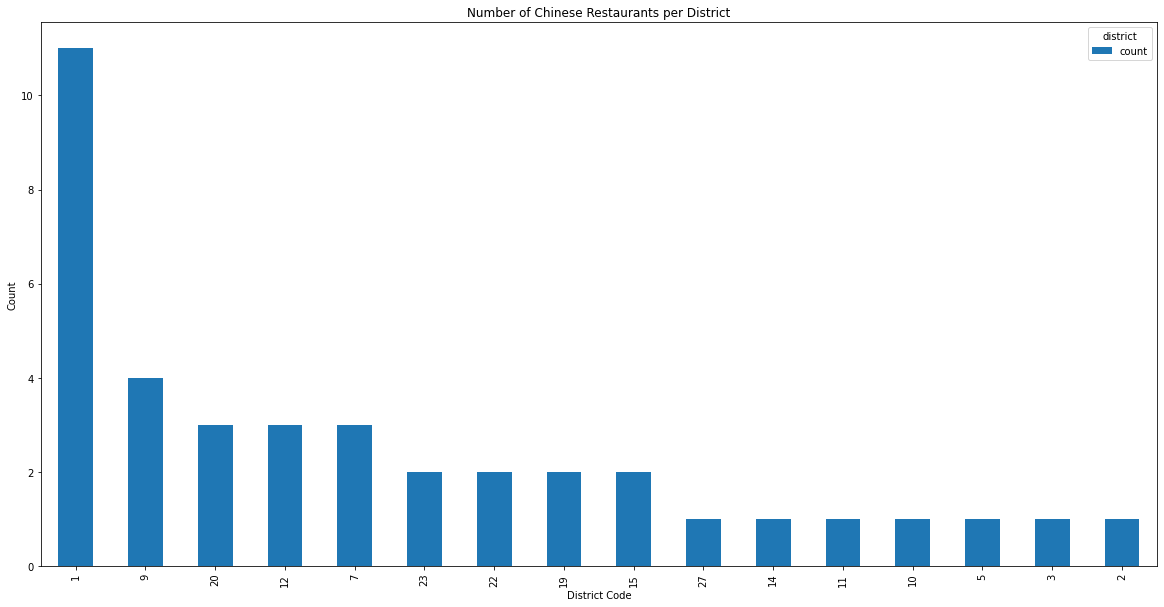 Number of Chinese Restaurants per District
district
count
10
8
6
4
2
0
Count
1 9 20 12 7 23 22 19 15 27 14 11 10 5 3 2
District Code